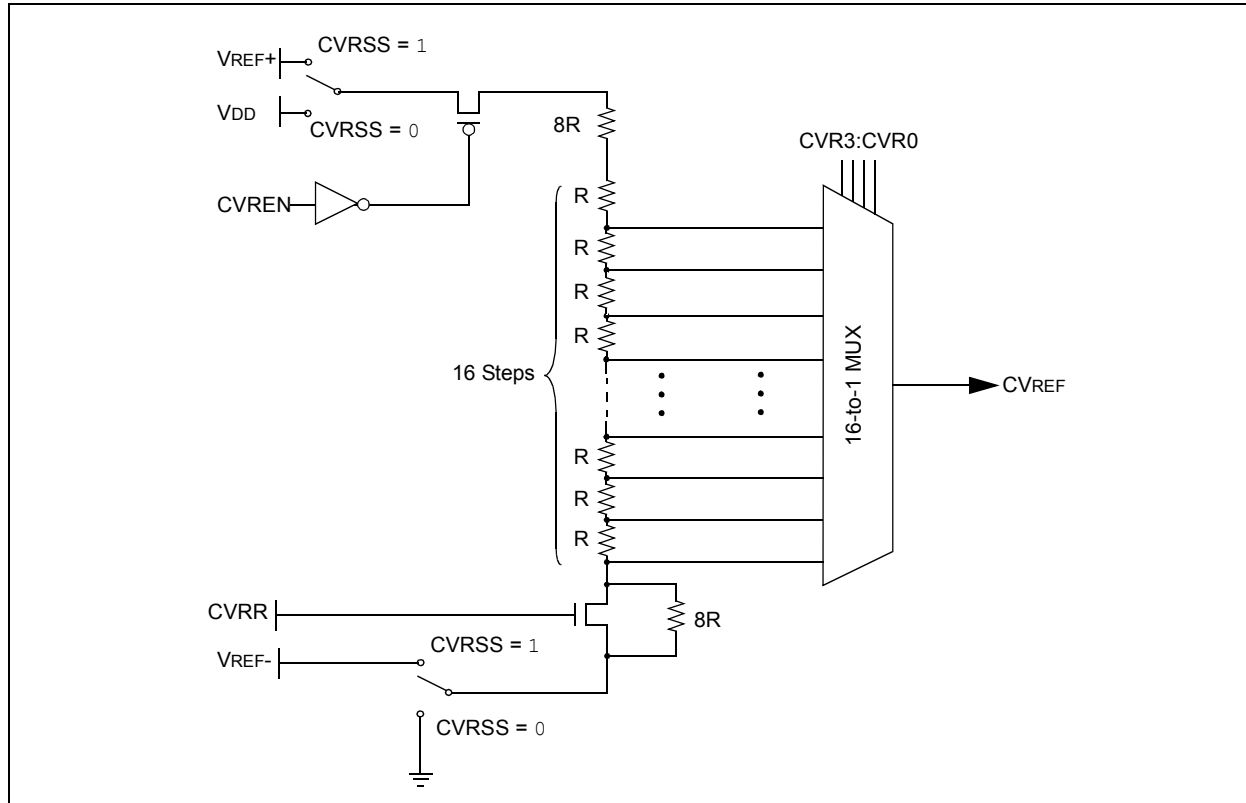 CVRSS = 1
VREF+
VDD
CVRSS = 0
8R
CVR3:CVR0
CVREN
R
R
R
R
16 Steps
16-to-1 MUX
CVREF
R
R
R
CVRR
8R
CVRSS = 1
VREF-
CVRSS = 0